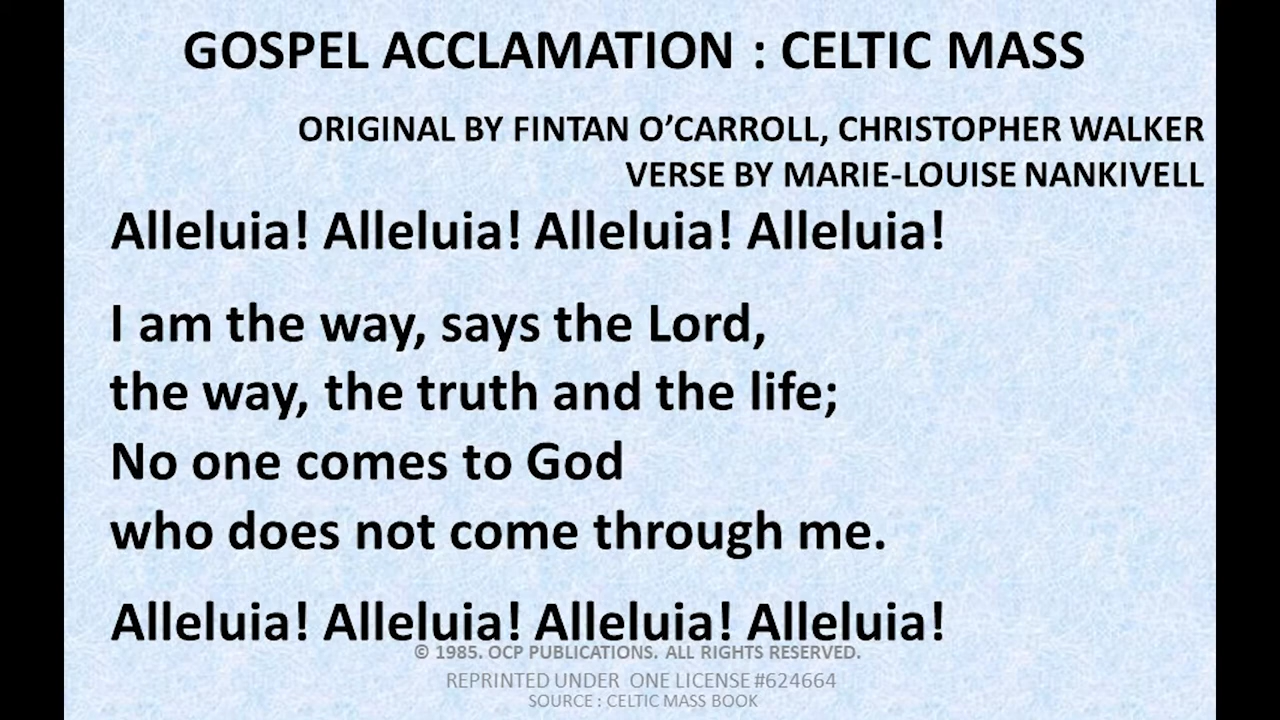 GOSPEL ACCLAMATION : CELTIC MASS
ORIGINAL BY FINTAN O’CARROLL, CHRISTOPHER WALKER
VERSE BY MARIE-LOUISE NANKIVELL
Alleluia! Alleluia! Alleluia! Alleluia!
I am the way, says the Lord,
the way, the truth and the life;
No one comes to God
who does not come through me.
Alleluia! Alleluia! Alleluia! Alleluia!
© 1985. OCP PUBLICATIONS. ALL RIGHTS RESERVED.
REPRINTED UNDER ONE LICENSE #624664
SOURCE : CELTIC MASS BOOK